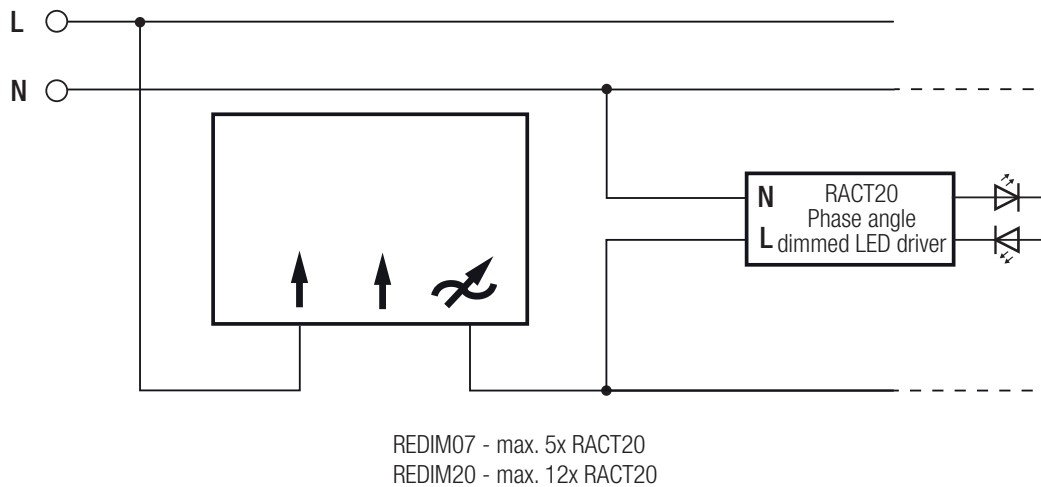 L
N
N
RACT20
Phase angle
L
dimmed LED driver
REDIM07 - max. 5x RACT20
REDIM20 - max. 12x RACT20